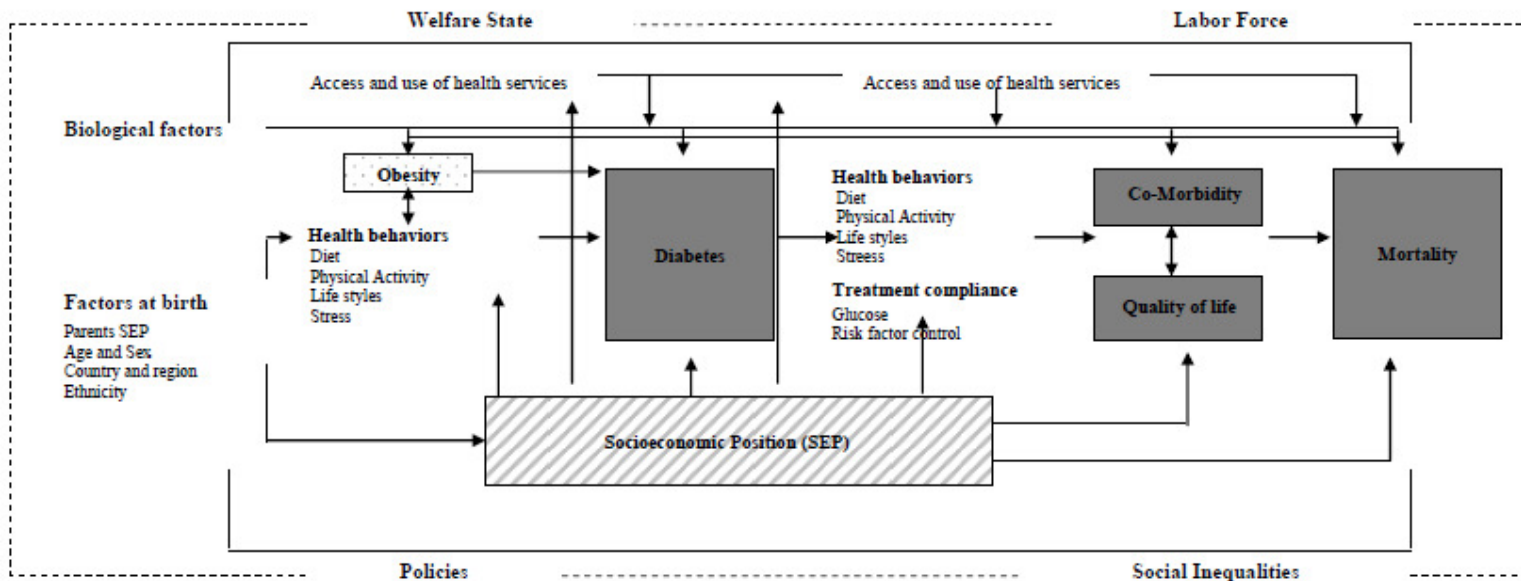 Welfare State
Labor Force
Access and use of health services
Access and use of health services
Biological factors
Obesity
Health behaviors
Diet
Physical Activity
Life styles
Stress
Diabetes
Health behaviors
Diet
Physical Activity
Life styles
Streess
Treatment compliance
Glucose
Risk factor control
Co-Morbidity
Quality of life
Mortality
Factors at birth
Parents SEP
Age and Sex
Country and region
Ethnicity
Socioeconomic Position (SEP)
Policies
Social Inequalities